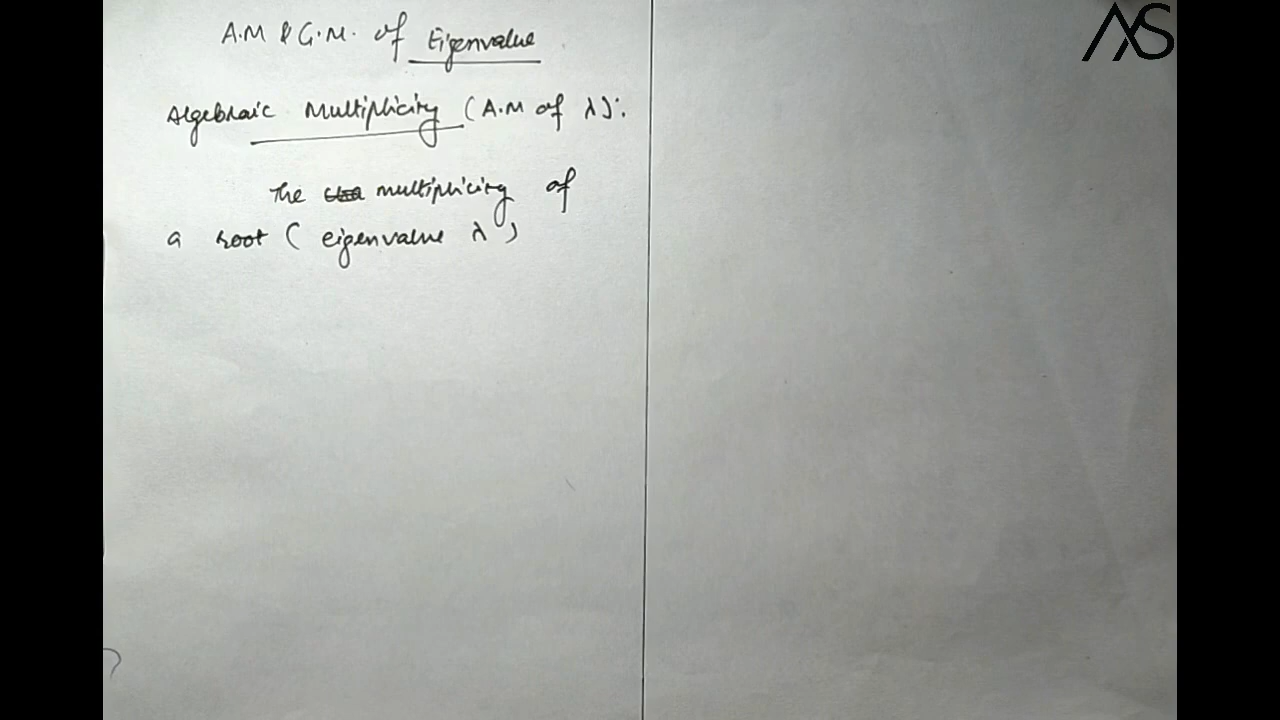 A.M & G.M. of Eigenvalue
Algebraic Multiplicity (A.M of λ):
The multiplicity of
a root ( eigenvalue λ )